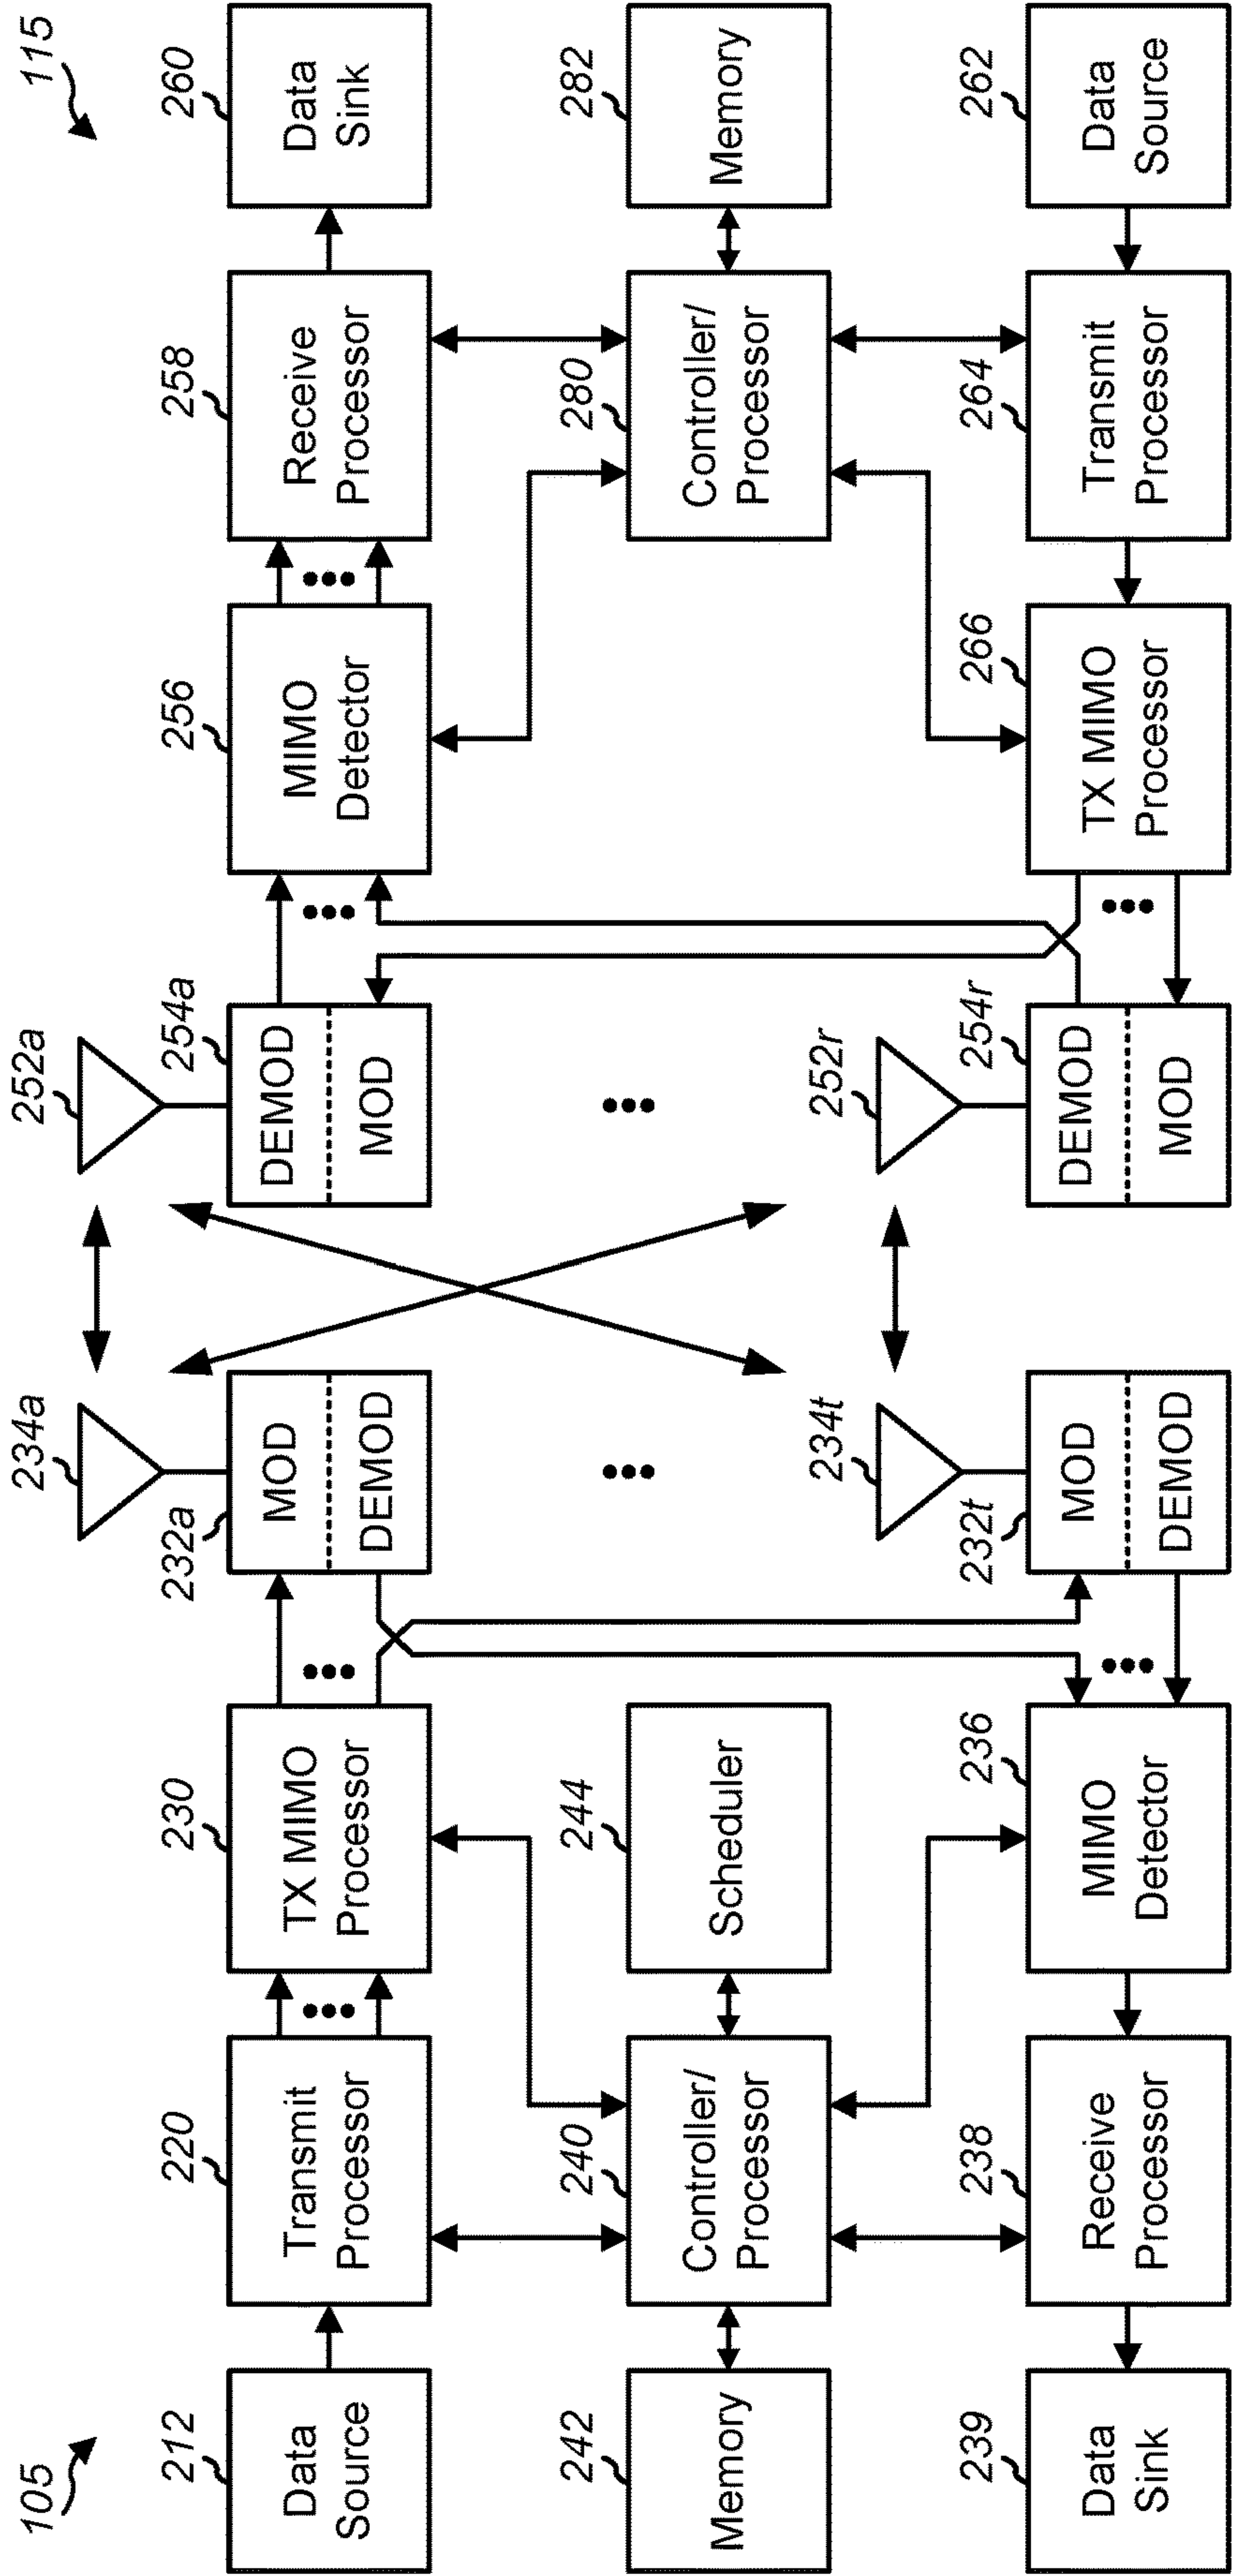 105
115
212
Data
Source
220
Transmit
Processor
230
TX MIMO
Processor
232a
MOD
DEMOD
234a
252a
254a
DEMOD
MOD
256
MIMO
Detector
258
Receive
Processor
260
Data
Sink
242
Memory
240
Controller/
Processor
244
Scheduler
280
Controller/
Processor
282
Memory
239
Data
Sink
238
Receive
Processor
236
MIMO
Detector
232t
MOD
DEMOD
234t
252r
254r
DEMOD
MOD
266
TX MIMO
Processor
264
Transmit
Processor
262
Data
Source